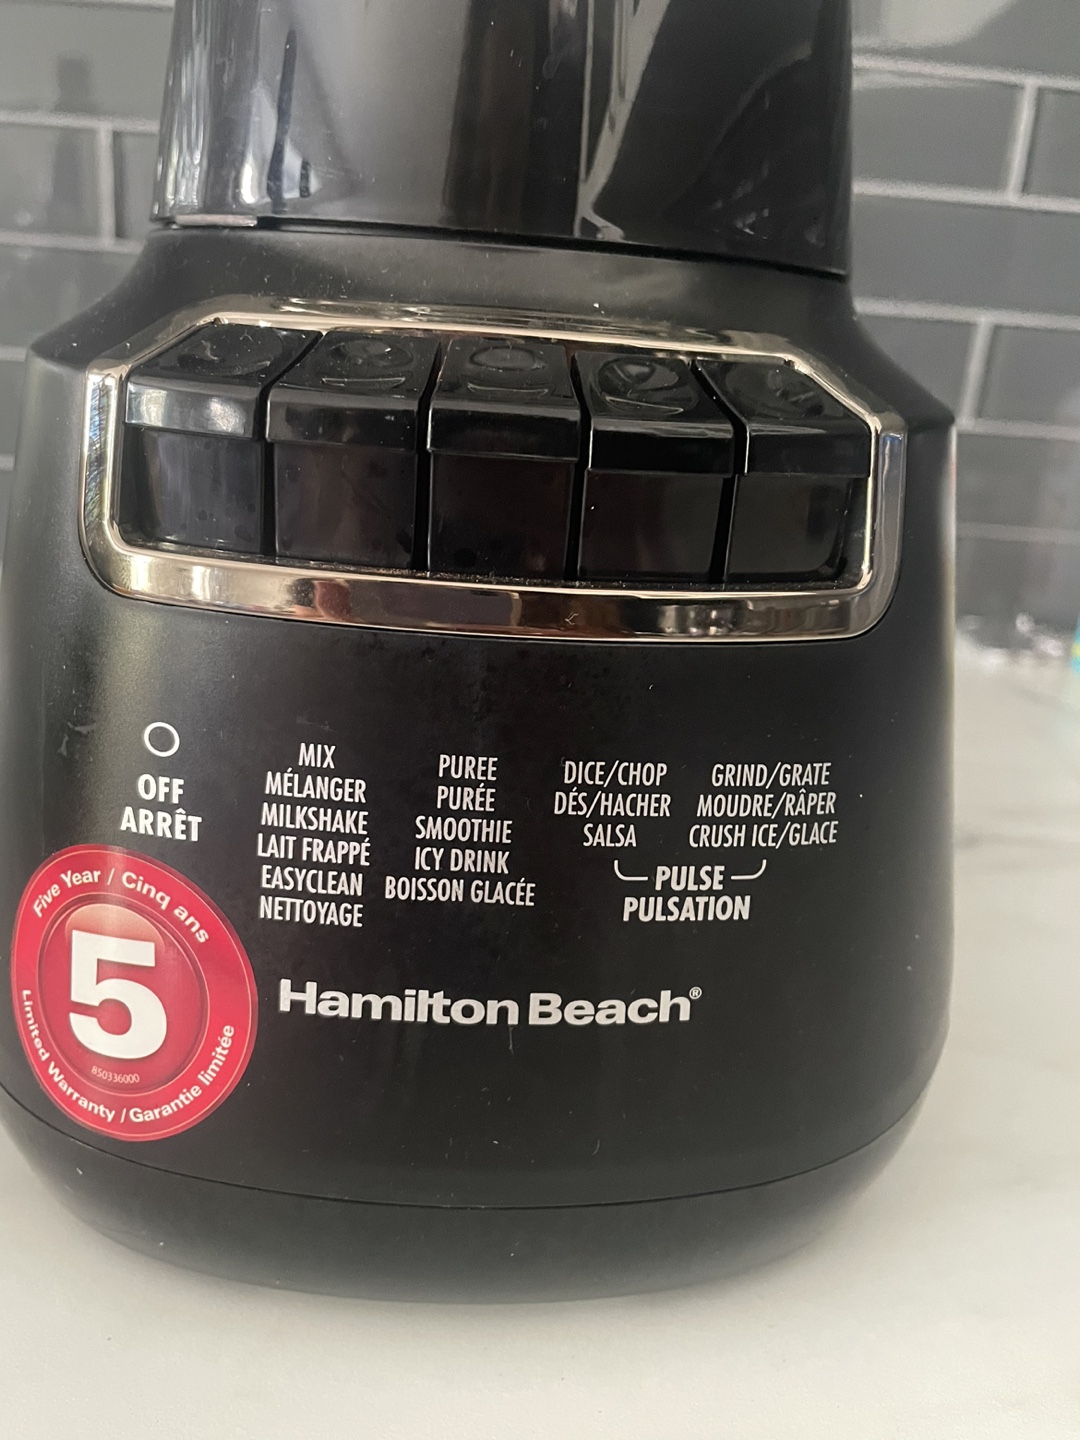 OFF
ARRÊT
MIX
MÉLANGER
MILKSHAKE
LAIT FRAPPÉ
EASYCLEAN
NETTOYAGE
PUREE
PURÉE
SMOOTHIE
ICY DRINK
BOISSON GLACÉE
DICE/CHOP
DÉS/HACHER
SALSA
GRIND/GRATE
MOUDRE/RÂPER
CRUSH ICE/GLACE
PULSE
PULSATION
Five Year / Cinq ans
5
850336000
Limited Warranty / Garantie limitée
Hamilton Beach®